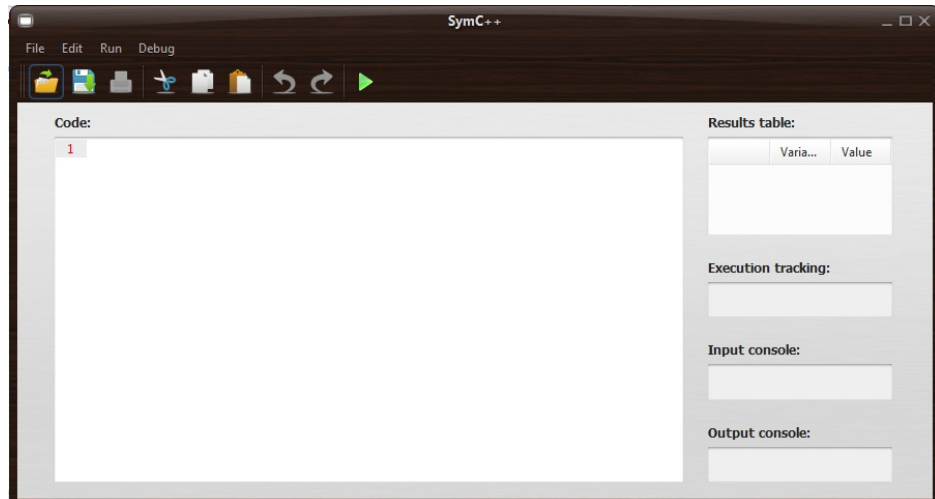 SymC++
File Edit Run Debug
Code:
1
Results table:
Varia... Value
Execution tracking:
Input console:
Output console: